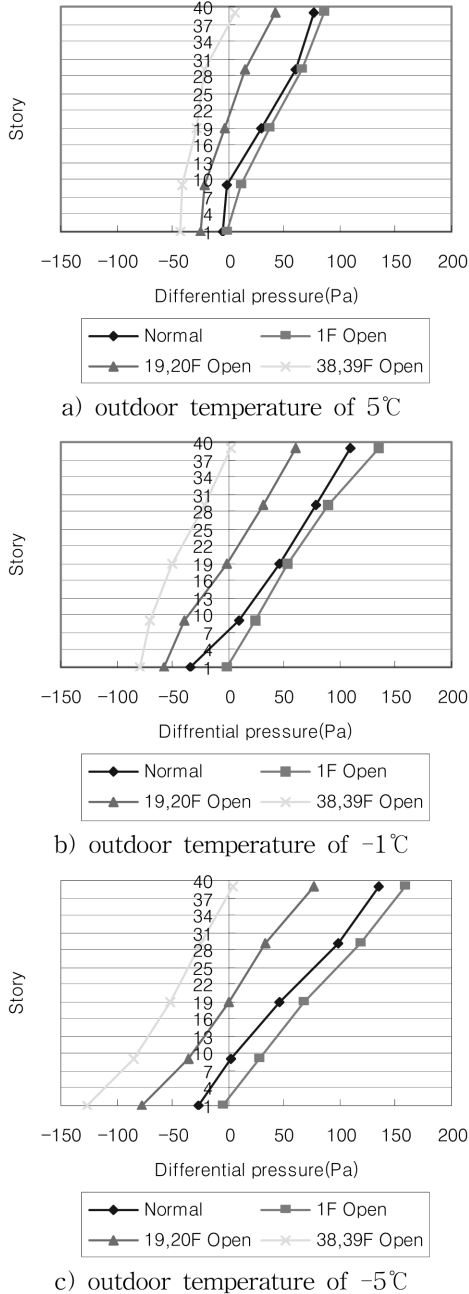 40
37
34
31
28
25
22
19
16
13
10
7
4
1
Story
-150 -100 -50 0 50 100 150 200
Differential pressure(Pa)
Normal 1F Open
19,20F Open 38,39F Open
a) outdoor temperature of 5℃
40
37
34
31
28
25
22
19
16
13
10
7
4
1
Story
-150 -100 -50 0 50 100 150 200
Diffrential pressure(Pa)
Normal 1F Open
19,20F Open 38,39F Open
b) outdoor temperature of -1℃
40
37
34
31
28
25
22
19
16
13
10
7
4
1
Story
-150 -100 -50 0 50 100 150 200
Differential pressure(Pa)
Normal 1F Open
19,20F Open 38,39F Open
c) outdoor temperature of -5℃